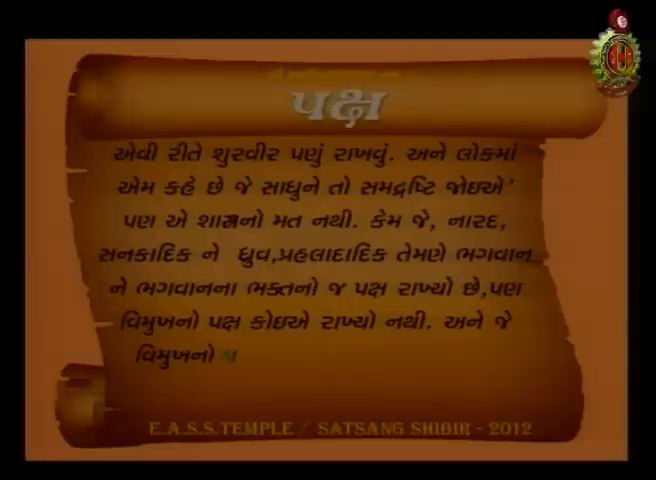 પક્ષ
એવી રીતે શુરવીર પણું રાખવું. અને લોકમાં
એમ કહે છે જે સાધુને તો સમદ્રષ્ટિ જોઇએ'
પણ એ શાસ્ત્રનો મત નથી. કેમ જે, નારદ,
સનકાદિક ને ધ્રુવ,પ્રહલાદાદિક તેમણે ભગવાન
ને ભગવાનના ભક્તનો જ પક્ષ રાખ્યો છે,પણ
વિમુખનો પક્ષ કોઇએ રાખ્યો નથી. અને જે
વિમુખનો
E.A.S.S.TEMPLE / SATSANG SHIBIR - 2012